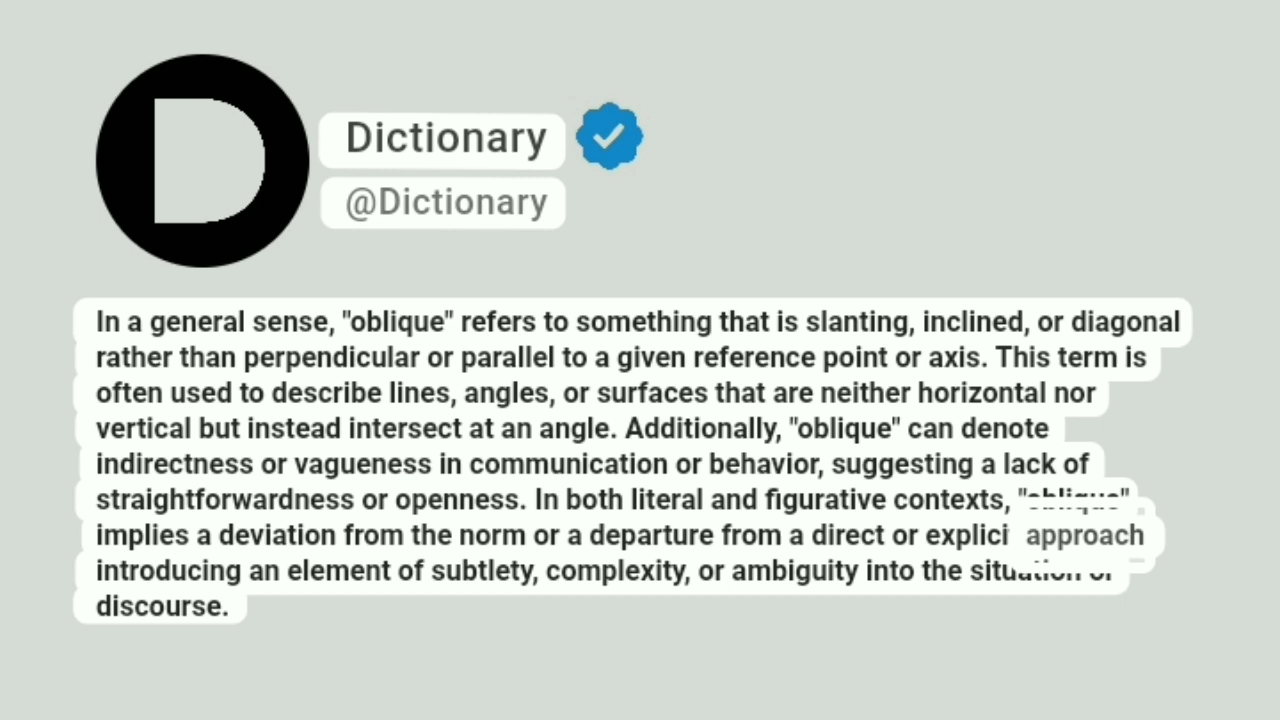 D
Dictionary
@Dictionary
In a general sense, "oblique" refers to something that is slanting, inclined, or diagonal
rather than perpendicular or parallel to a given reference point or axis. This term is
often used to describe lines, angles, or surfaces that are neither horizontal nor
vertical but instead intersect at an angle. Additionally, "oblique" can denote
indirectness or vagueness in communication or behavior, suggesting a lack of
straightforwardness or openness. In both literal and figurative contexts, "oblique"
implies a deviation from the norm or a departure from a direct or explici approach
introducing an element of subtlety, complexity, or ambiguity into the situation or
discourse.